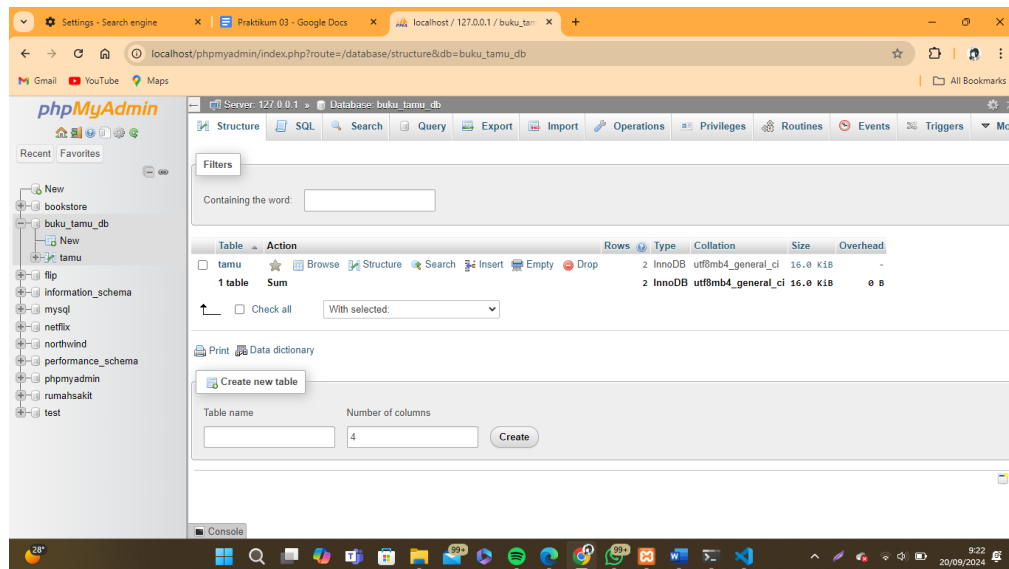 Settings - Search engine
Praktikum 03 - Google Docs
localhost / 127.0.0.1 / buku_tam
localhost/phpmyadmin/index.php?route=/database/structure&db=buku_tamu_db
Gmail YouTube Maps
All Bookmarks
phpMyAdmin
Recent Favorites
New
bookstore
buku_tamu_db
New
tamu
flip
information_schema
mysql
netflix
northwind
performance_schema
phpmyadmin
rumahsakit
test
Server: 127.0.0.1 » Database: buku_tamu_db
Structure SQL Search Query Export Import Operations Privileges Routines Events Triggers Mo
Filters
Containing the word:
Table Action Rows Type Collation Size Overhead
tamu Browse Structure Search Insert Empty Drop 2 InnoDB utf8mb4_general_ci 16.0 KiB -
1 table Sum 2 InnoDB utf8mb4_general_ci 16.0 KiB 0 B
Check all With selected:
Print Data dictionary
Create new table
Table name Number of columns
4 Create
Console
28°
99+
99+
9:22
20/09/2024